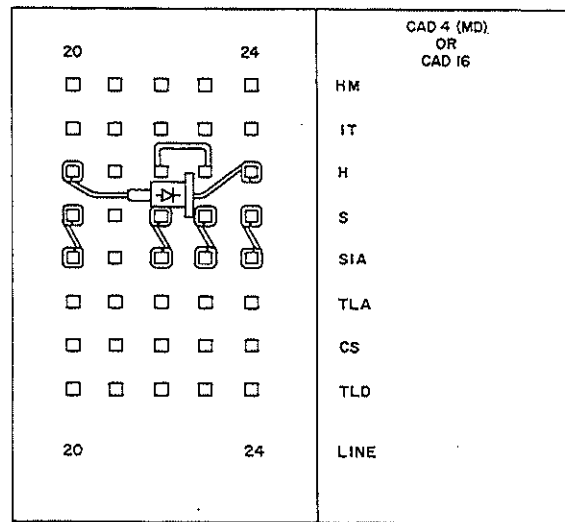 CAD 4 (MD)
OR
CAD 16
20 24
HM
IT
H
S
SIA
TLA
CS
TLD
20 24 LINE